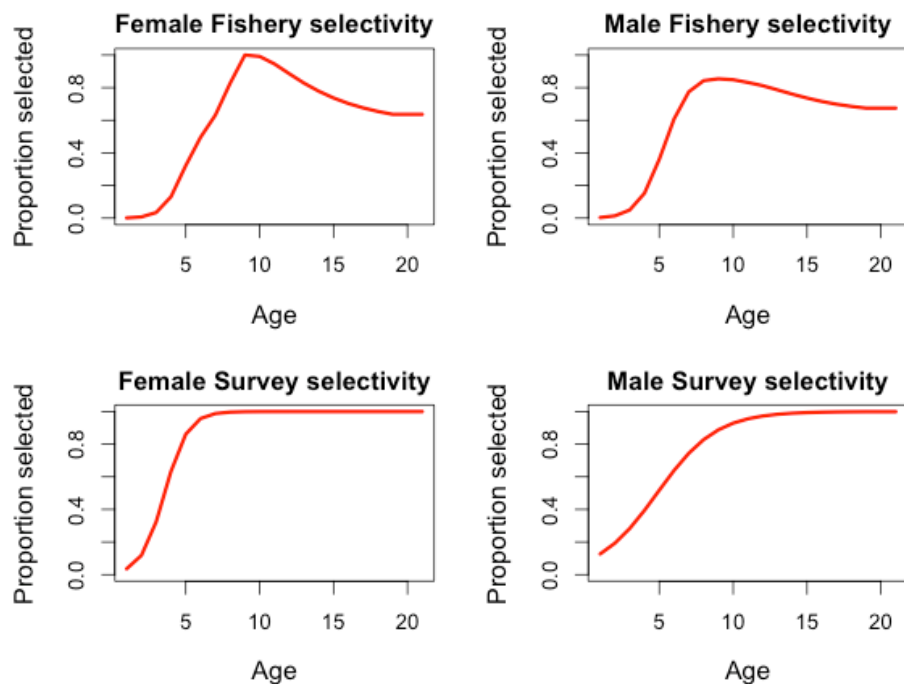 Female Fishery selectivity
Proportion selected
0.0 0.4 0.8
5 10 15 20
Age
Male Fishery selectivity
Proportion selected
0.0 0.4 0.8
5 10 15 20
Age
Female Survey selectivity
Proportion selected
0.0 0.4 0.8
5 10 15 20
Age
Male Survey selectivity
Proportion selected
0.0 0.4 0.8
5 10 15 20
Age